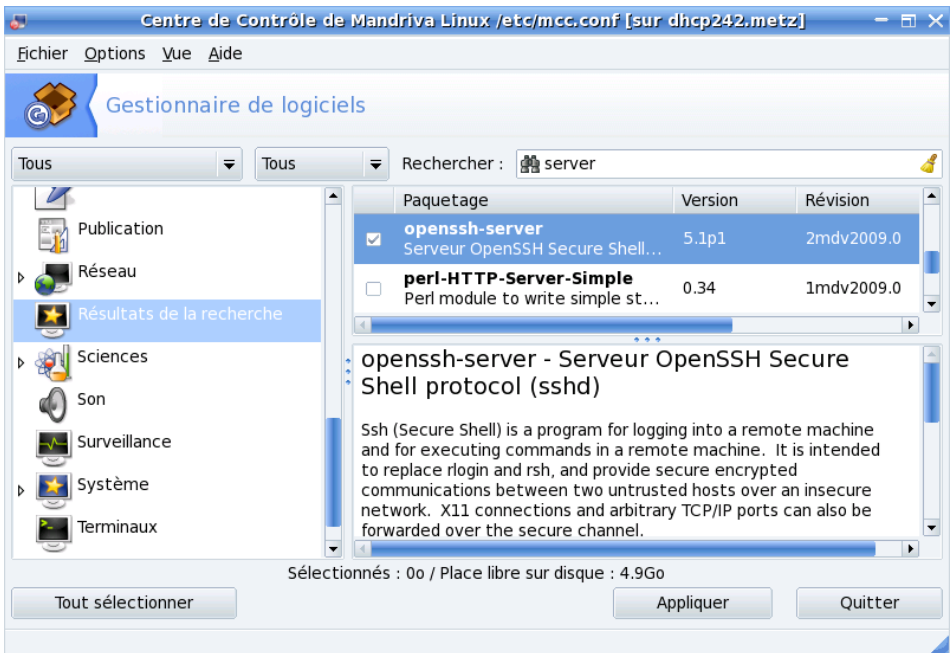 Centre de Contrôle de Mandriva Linux /etc/mcc.conf [sur dhcp242.metz]
Fichier Options Vue Aide
Gestionnaire de logiciels
Tous Tous Rechercher : server
Publication
Réseau
Résultats de la recherche
Sciences
Son
Surveillance
Système
Terminaux
Paquetage Version Révision
openssh-server
Serveur OpenSSH Secure Shell... 5.1p1 2mdv2009.0
perl-HTTP-Server-Simple
Perl module to write simple st... 0.34 1mdv2009.0
openssh-server - Serveur OpenSSH Secure
Shell protocol (sshd)
Ssh (Secure Shell) is a program for logging into a remote machine
and for executing commands in a remote machine.  It is intended
to replace rlogin and rsh, and provide secure encrypted
communications between two untrusted hosts over an insecure
network.  X11 connections and arbitrary TCP/IP ports can also be
forwarded over the secure channel.
Sélectionnés : 0o / Place libre sur disque : 4.9Go
Tout sélectionner Appliquer Quitter